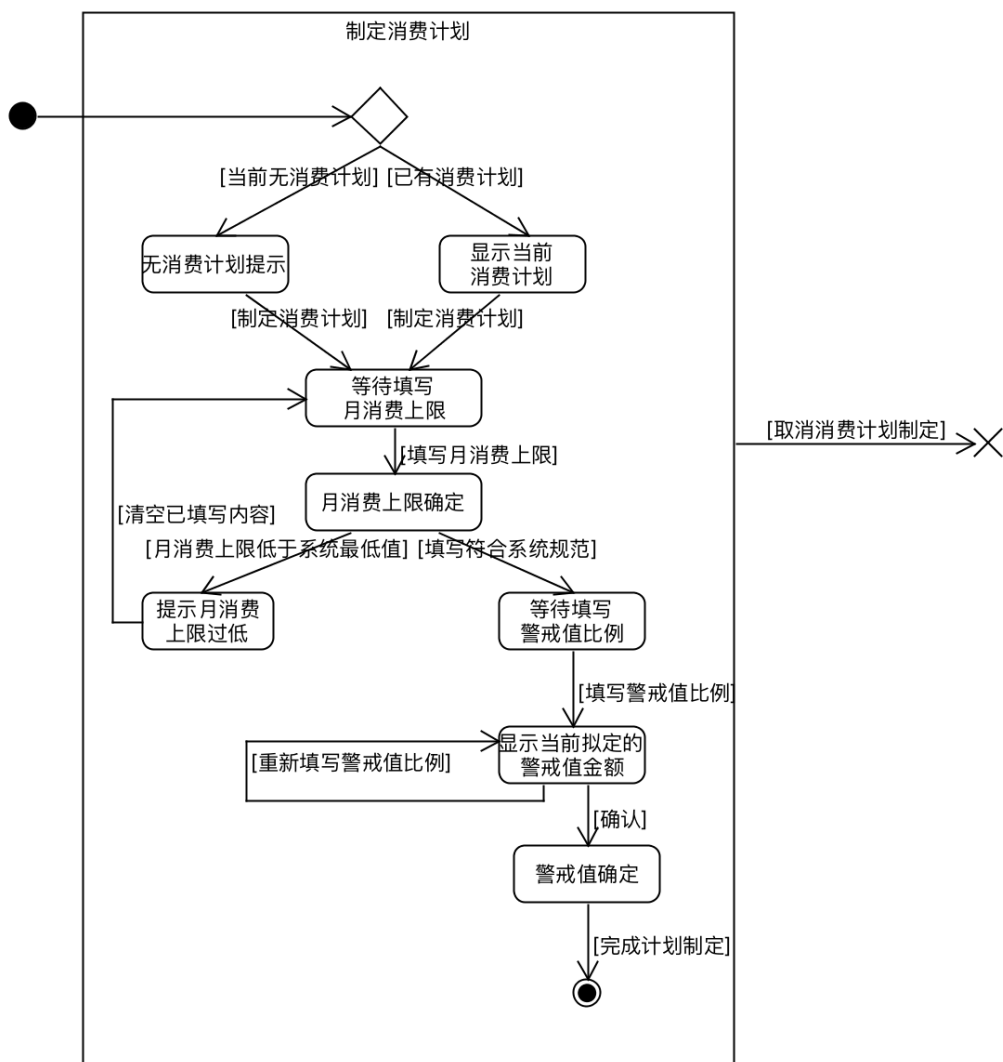 制定消费计划
[当前无消费计划]
[已有消费计划]
无消费计划提示
显示当前
消费计划
[制定消费计划]
[制定消费计划]
等待填写
月消费上限
[取消消费计划制定]
[填写月消费上限]
月消费上限确定
[清空已填写内容]
[月消费上限低于系统最低值]
[填写符合系统规范]
提示月消费
上限过低
等待填写
警戒值比例
[填写警戒值比例]
显示当前拟定的
警戒值金额
[重新填写警戒值比例]
[确认]
警戒值确定
[完成计划制定]